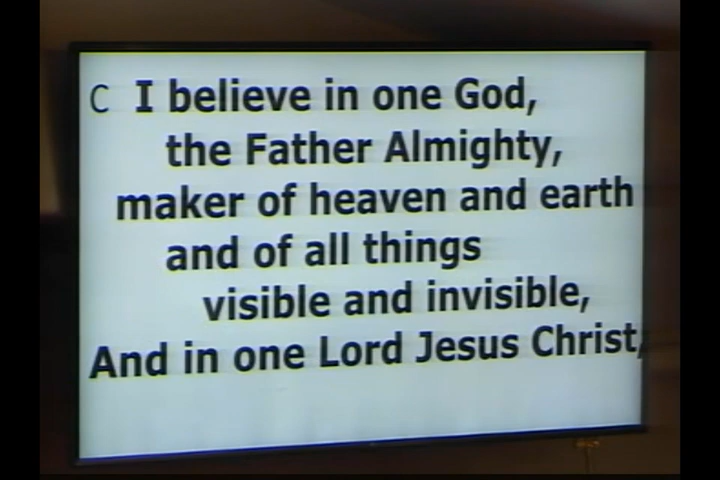 C I believe in one God,
the Father Almighty,
maker of heaven and earth
and of all things
visible and invisible,
And in one Lord Jesus Christ,